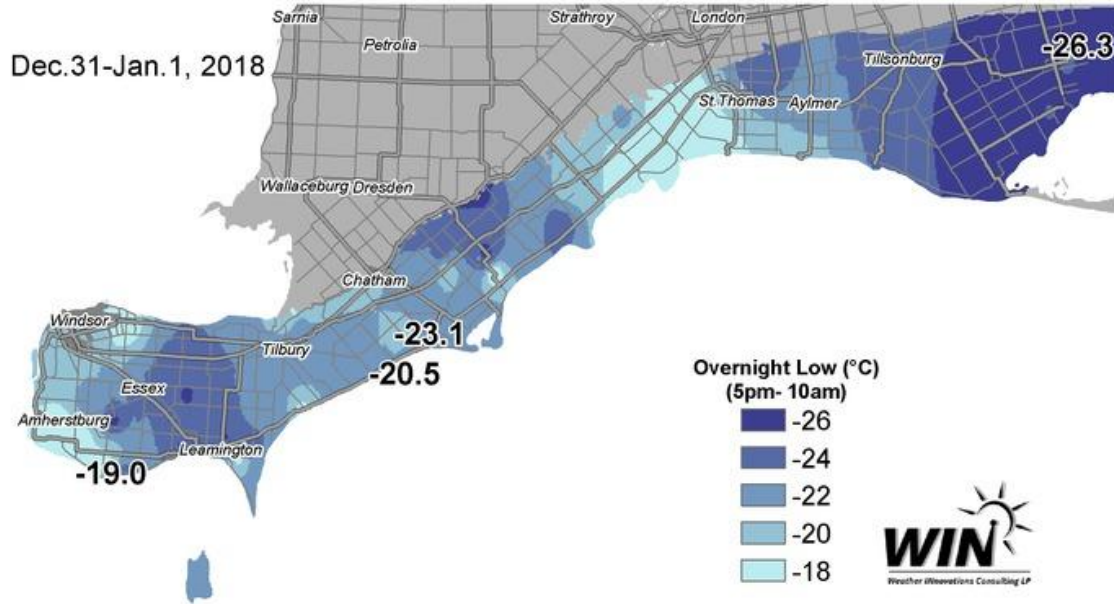 Sarnia
Strathroy
London
Petrolia
Dec.31-Jan.1, 2018
Tillsonburg
-26.3
St.Thomas
Aylmer
Wallaceburg
Dresden
Chatham
Windsor
-23.1
Tilbury
-20.5
Essex
Amherstburg
Leamington
-19.0
Overnight Low (°C)
(5pm- 10am)
-26
-24
-22
-20
-18
WIN
Weather INnovations Consulting LP